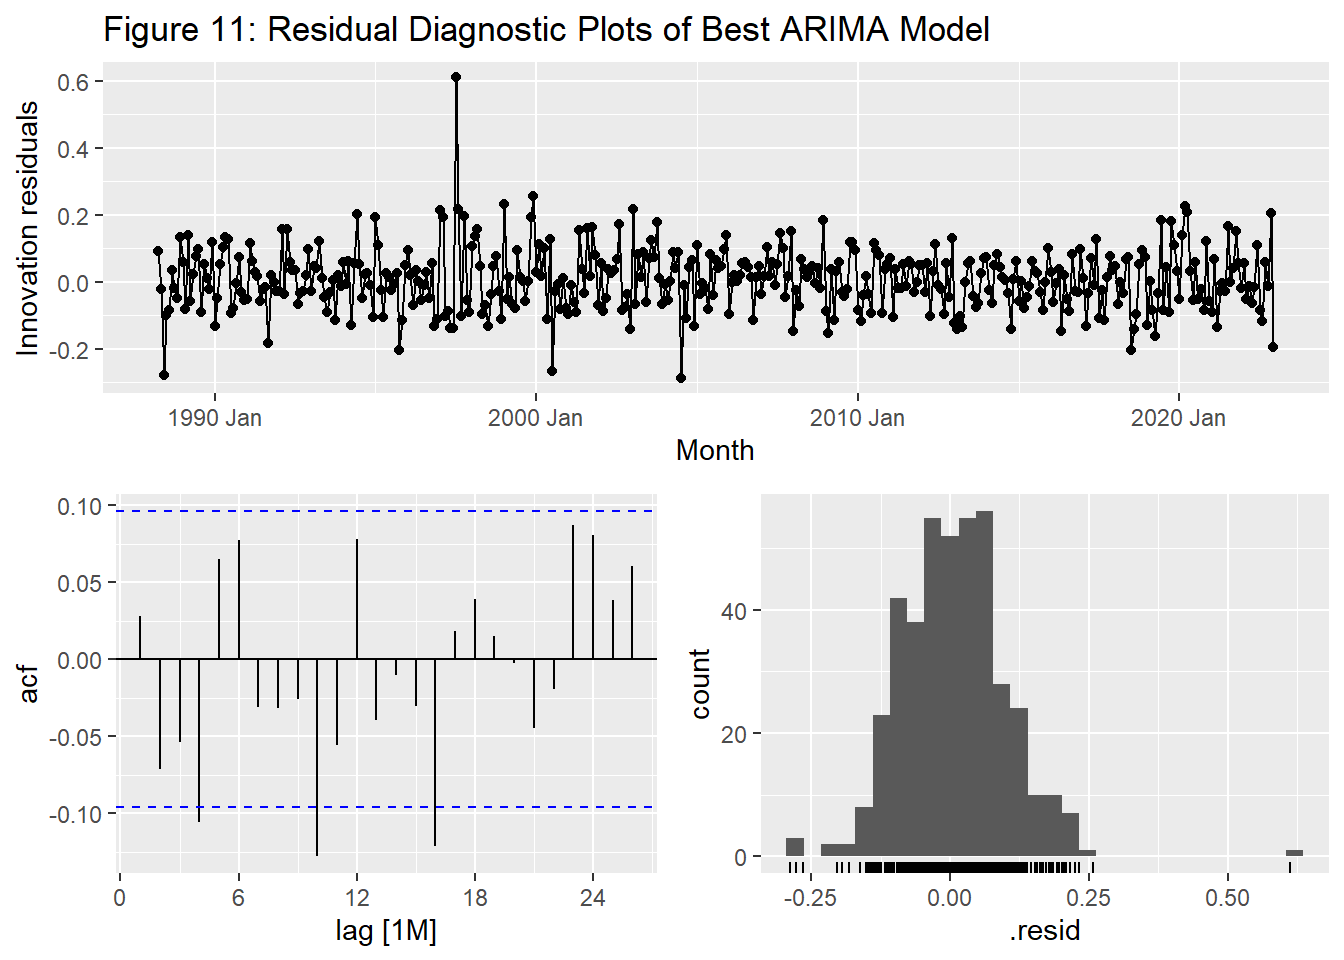 Figure 11: Residual Diagnostic Plots of Best ARIMA Model
Innovation residuals
0.6
0.4
0.2
0.0
-0.2
1990 Jan
2000 Jan
2010 Jan
2020 Jan
Month
acf
0.10
0.05
0.00
-0.05
-0.10
0
6
12
18
24
lag [1M]
count
40
20
0
-0.25
0.00
0.25
0.50
.resid